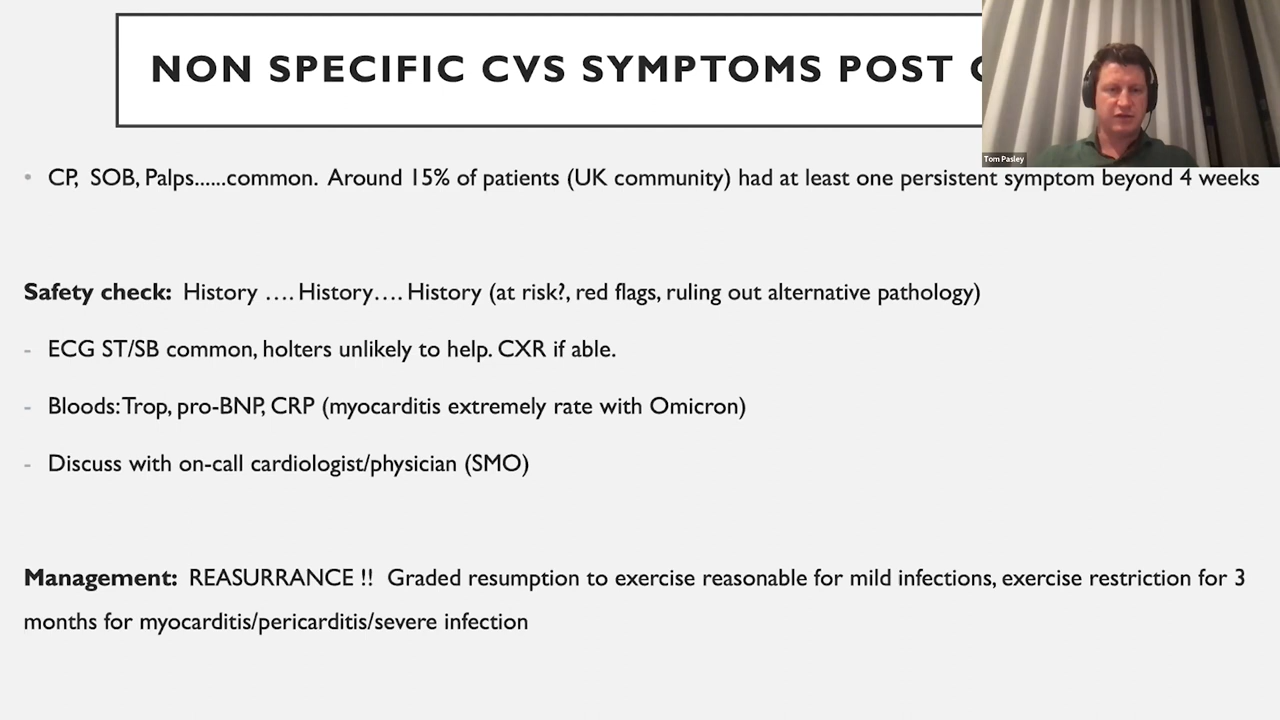 NON SPECIFIC CVS SYMPTOMS POST
Tom Pasley
• CP, SOB, Palps......common. Around 15% of patients (UK community) had at least one persistent symptom beyond 4 weeks
Safety check: History .... History.... History (at risk?, red flags, ruling out alternative pathology)
- ECG ST/SB common, holters unlikely to help. CXR if able.
- Bloods: Trop, pro-BNP, CRP (myocarditis extremely rate with Omicron)
- Discuss with on-call cardiologist/physician (SMO)
Management: REASURRANCE !! Graded resumption to exercise reasonable for mild infections, exercise restriction for 3
months for myocarditis/pericarditis/severe infection